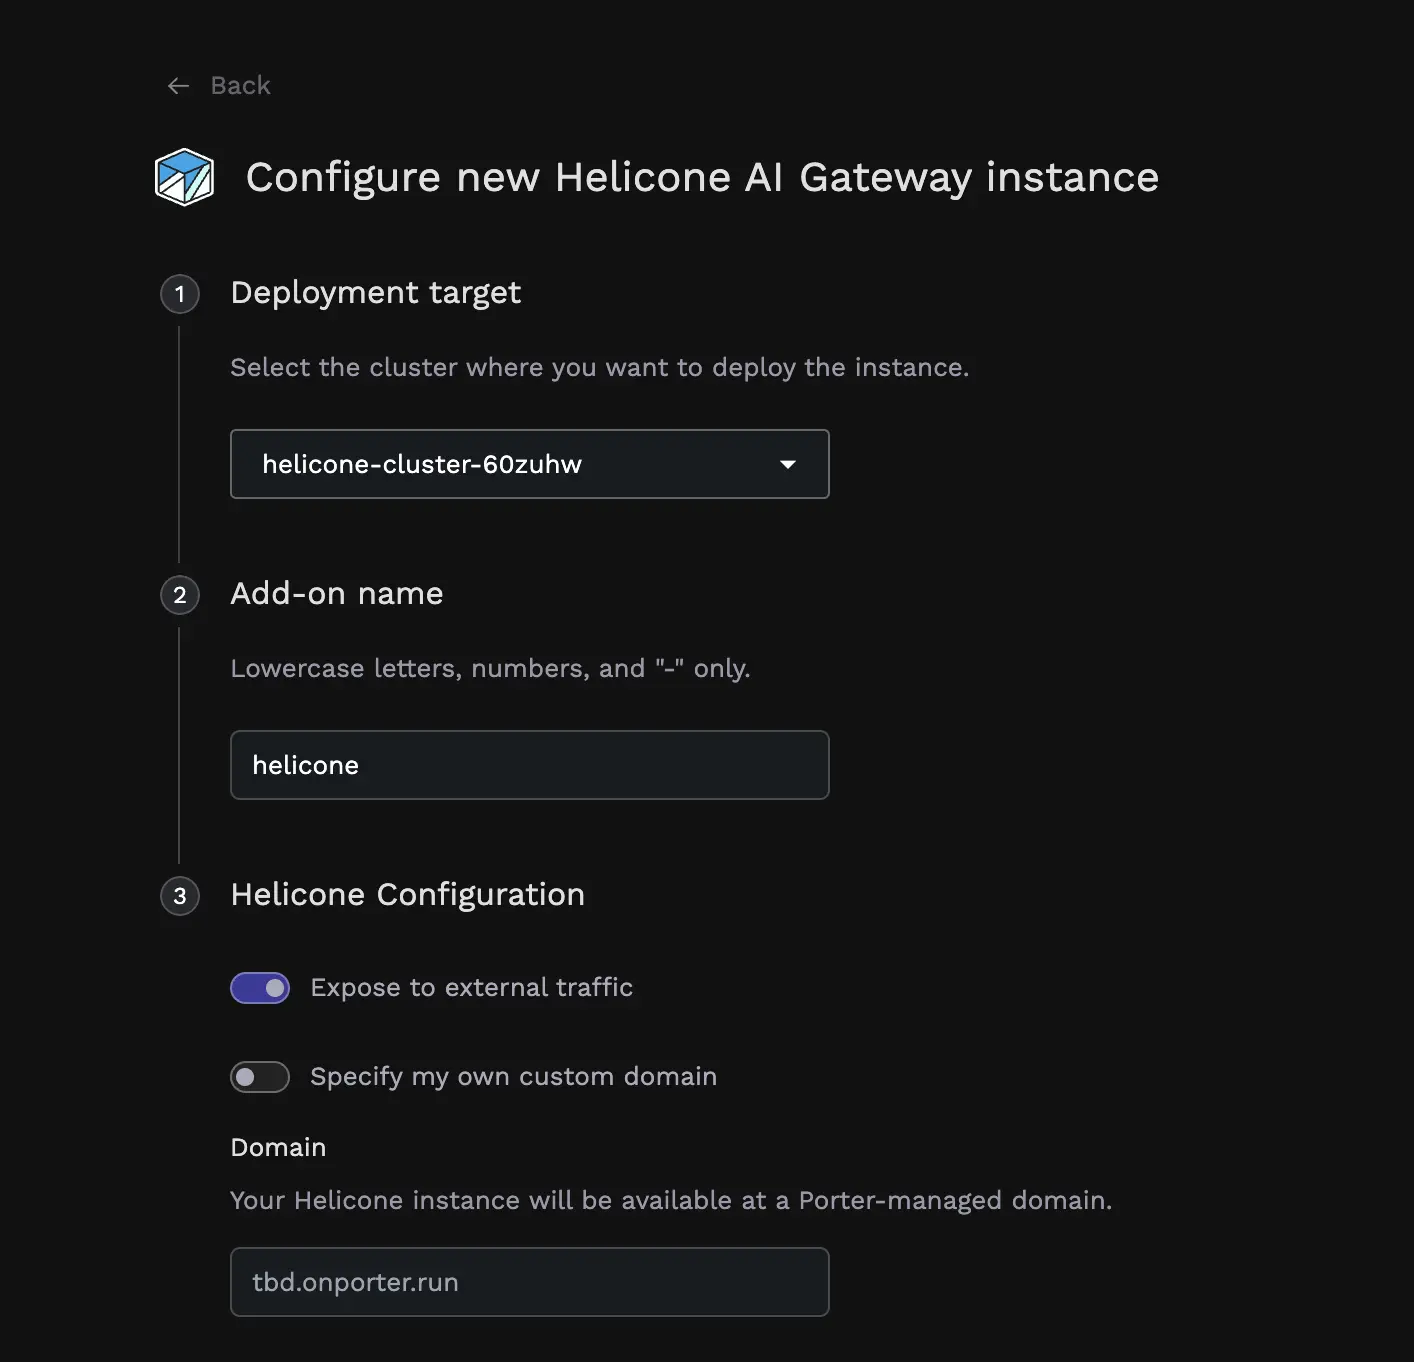 Back
Configure new Helicone AI Gateway instance
1 Deployment target
Select the cluster where you want to deploy the instance.
helicone-cluster-60zuhw
2 Add-on name
Lowercase letters, numbers, and "-" only.
helicone
3 Helicone Configuration
Expose to external traffic
Specify my own custom domain
Domain
Your Helicone instance will be available at a Porter-managed domain.
tbd.onporter.run